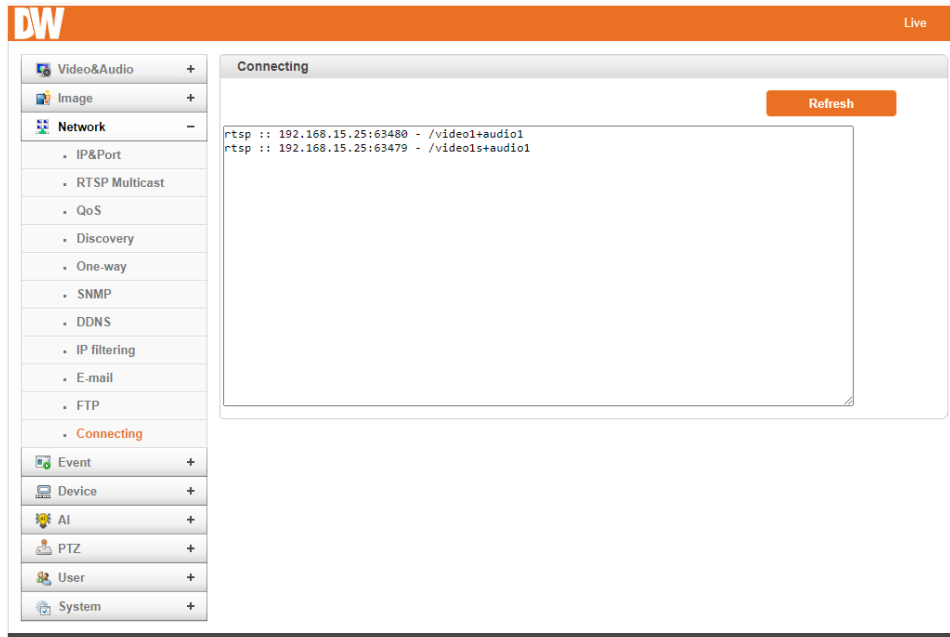 DW
Live
Video&Audio +
Image +
Network −
IP&Port
RTSP Multicast
QoS
Discovery
One-way
SNMP
DDNS
IP filtering
E-mail
FTP
Connecting
Event +
Device +
AI +
PTZ +
User +
System +
Connecting
Refresh
rtsp :: 192.168.15.25:63480 - /video1+audio1
rtsp :: 192.168.15.25:63479 - /video1s+audio1